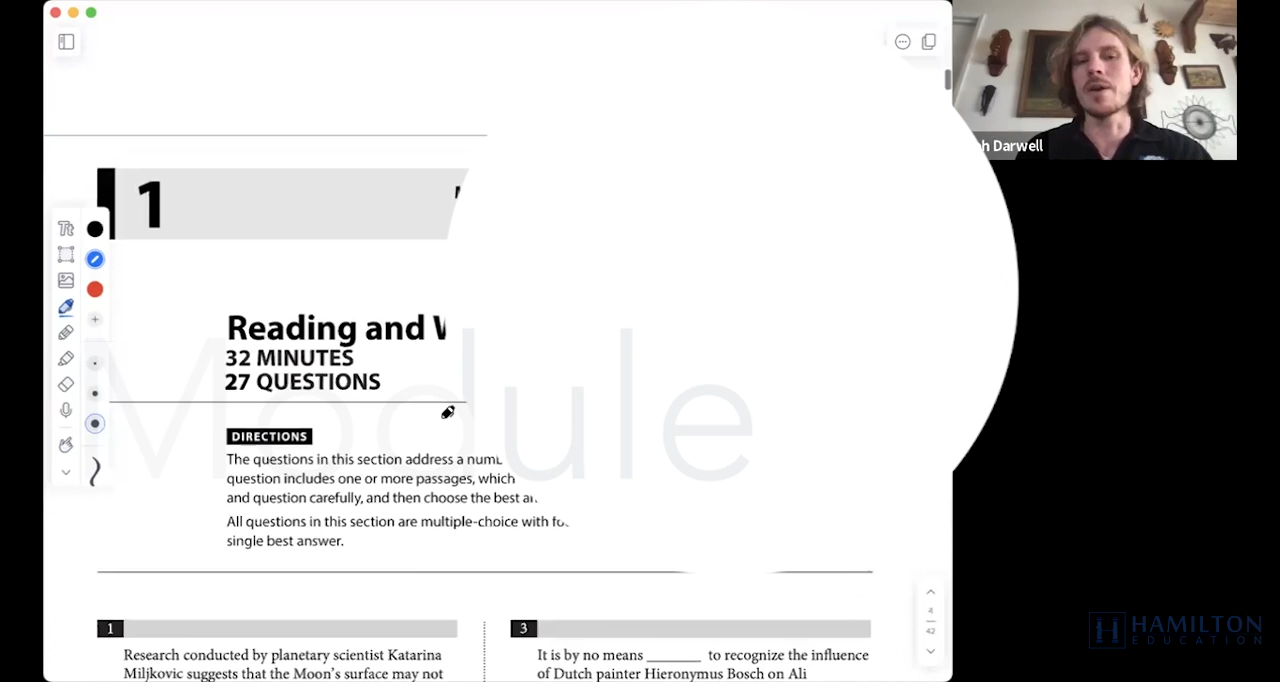 1
Reading and
32 MINUTES
27 QUESTIONS
Module
DIRECTIONS
The questions in this section address a
question includes one or more passages, which
and question carefully, and then choose the best
All questions in this section are multiple-choice with
single best answer.
1
Research conducted by planetary scientist Katarina
Miljkovic suggests that the Moon's surface may not
3
It is by no means ______ to recognize the influence
of Dutch painter Hieronymus Bosch on Ali
Tt
4
42
Darwell
HAMILTON
EDUCATION